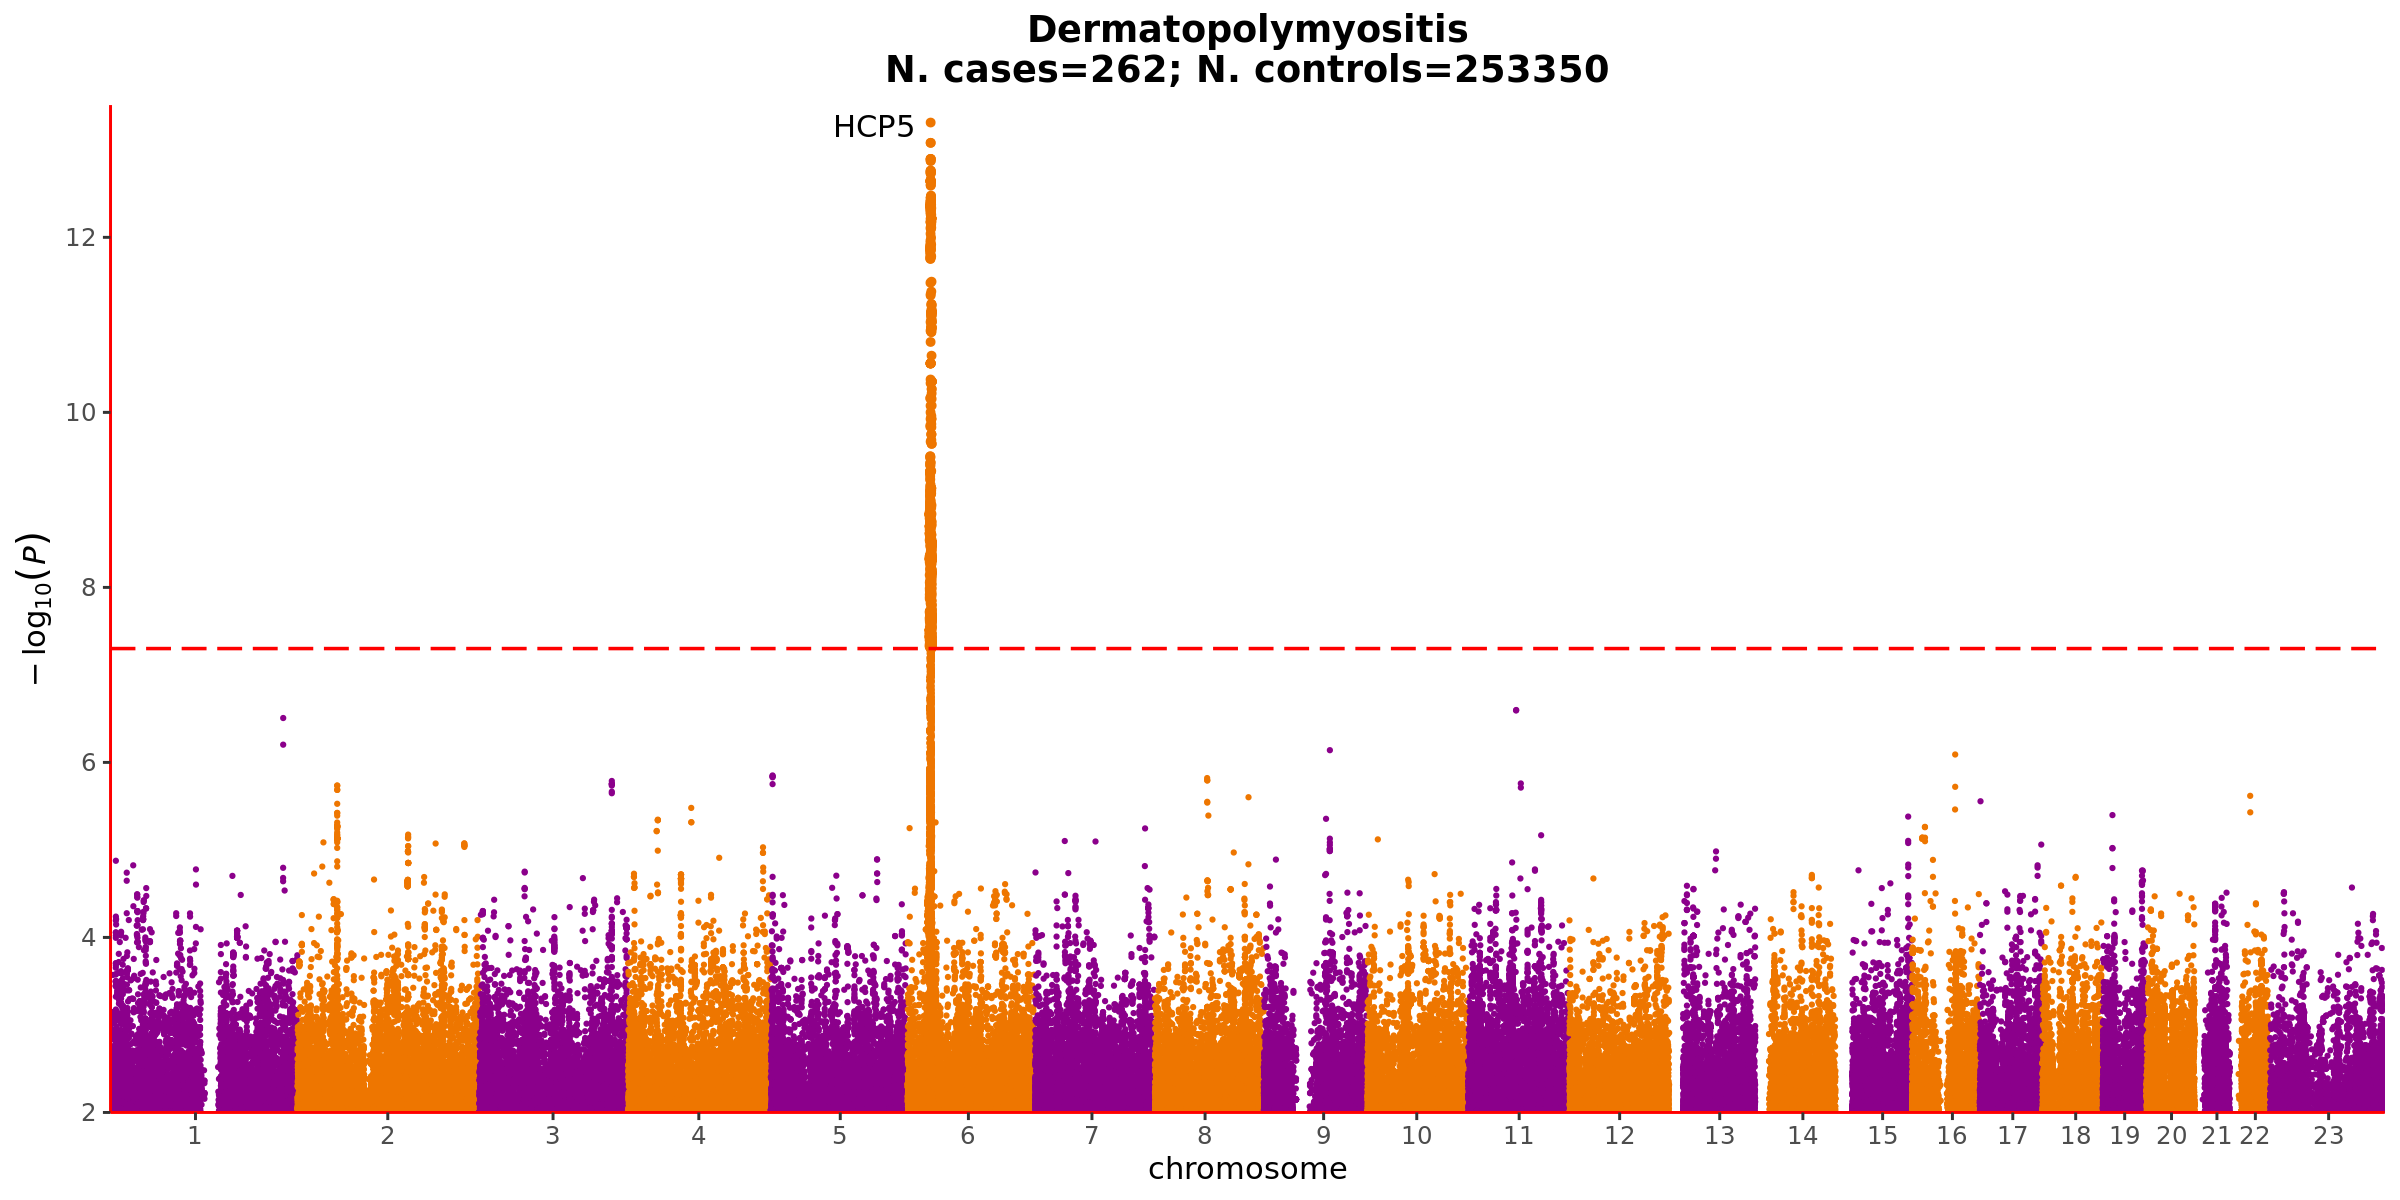 Dermatopolymyositis
N. cases=262; N. controls=253350
HCP5
12
10
8
6
4
2
−log10(P)
1 2 3 4 5 6 7 8 9 10 11 12 13 14 15 16 17 18 19 20 21 22 23
chromosome